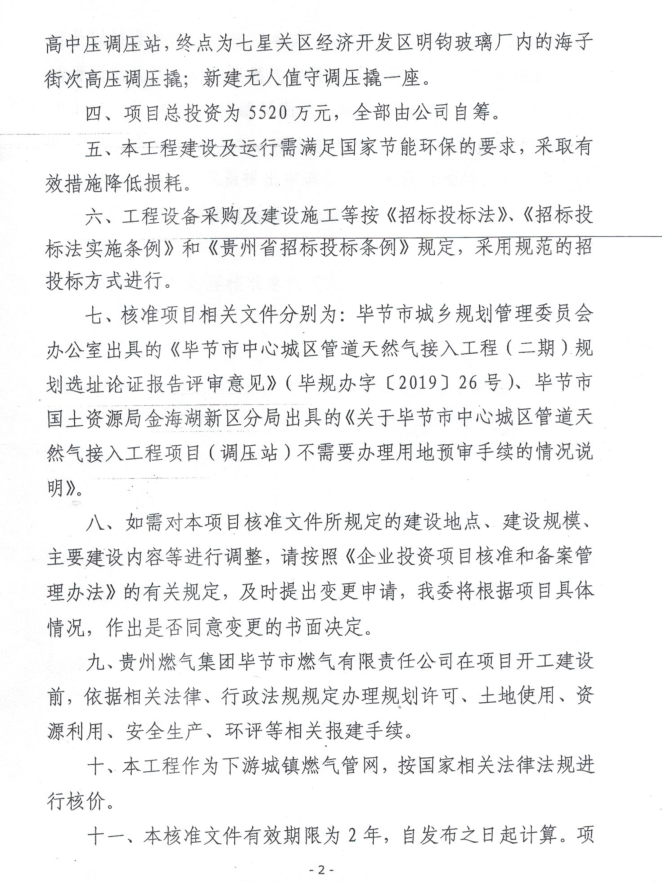 高中压调压站，终点为七星关区经济开发区明钧玻璃厂内的海子
街次高压调压撬；新建无人值守调压撬一座。
四、项目总投资为 5520 万元，全部由公司自筹。
五、本工程建设及运行需满足国家节能环保的要求，采取有
效措施降低损耗。
六、工程设备采购及建设施工等按《招标投标法》、《招标投
标法实施条例》和《贵州省招标投标条例》规定，采用规范的招
投标方式进行。
七、核准项目相关文件分别为：毕节市城乡规划管理委员会
办公室出具的《毕节市中心城区管道天然气接入工程（二期）规
划选址论证报告评审意见》（毕规办字〔2019〕26 号）、毕节市
国土资源局金海湖新区分局出具的《关于毕节市中心城区管道天
然气接入工程项目（调压站）不需要办理用地预审手续的情况说
明》。
八、如需对本项目核准文件所规定的建设地点、建设规模、
主要建设内容等进行调整，请按照《企业投资项目核准和备案管
理办法》的有关规定，及时提出变更申请，我委将根据项目具体
情况，作出是否同意变更的书面决定。
九、贵州燃气集团毕节市燃气有限责任公司在项目开工建设
前，依据相关法律、行政法规规定办理规划许可、土地使用、资
源利用、安全生产、环评等相关报建手续。
十、本工程作为下游城镇燃气管网，按国家相关法律法规进
行核价。
十一、本核准文件有效期限为 2 年，自发布之日起计算。项
- 2 -